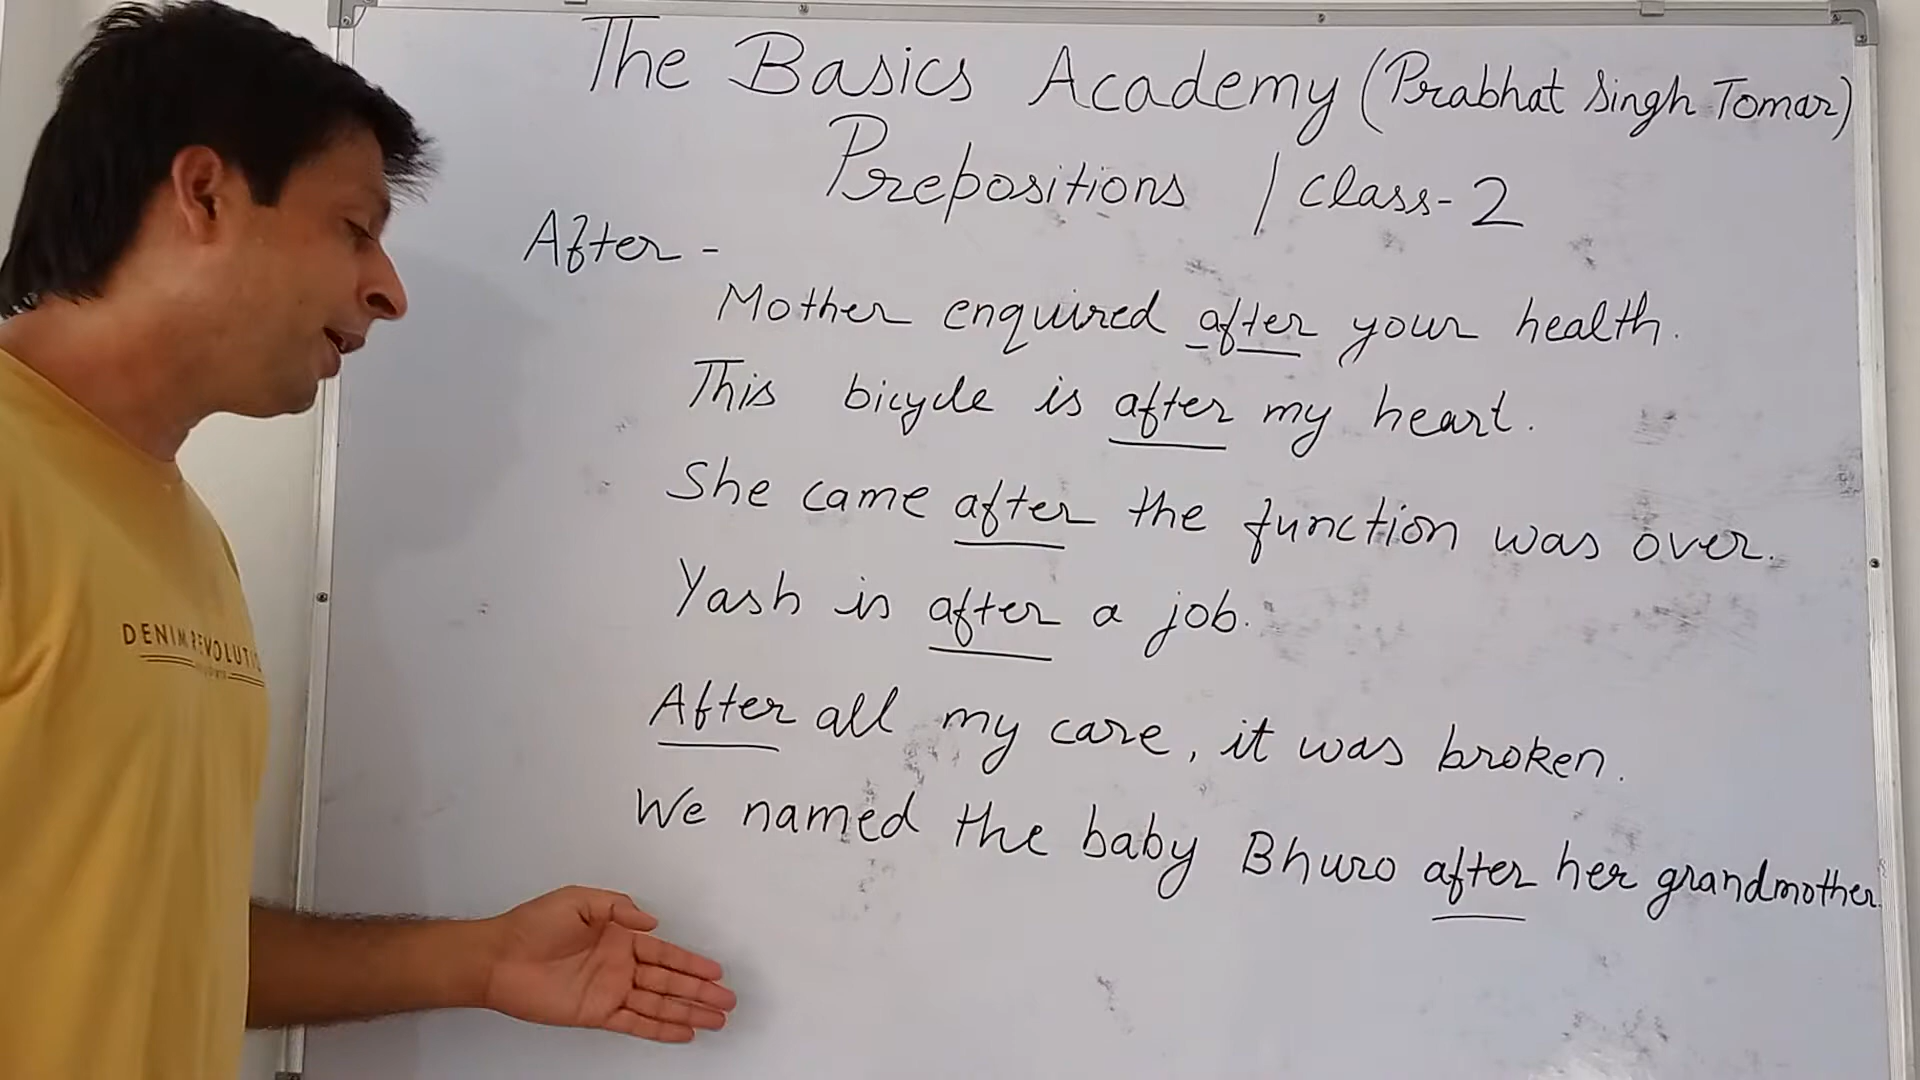 The Basics Academy (Prabhat Singh Tomar)
Prepositions / class-2
After -
Mother enquired after your health.
This bicycle is after my heart.
She came after the function was over.
Yash is after a job.
After all my care, it was broken.
We named the baby Bhuro after her grandmother.
DENIM REVOLUTIO